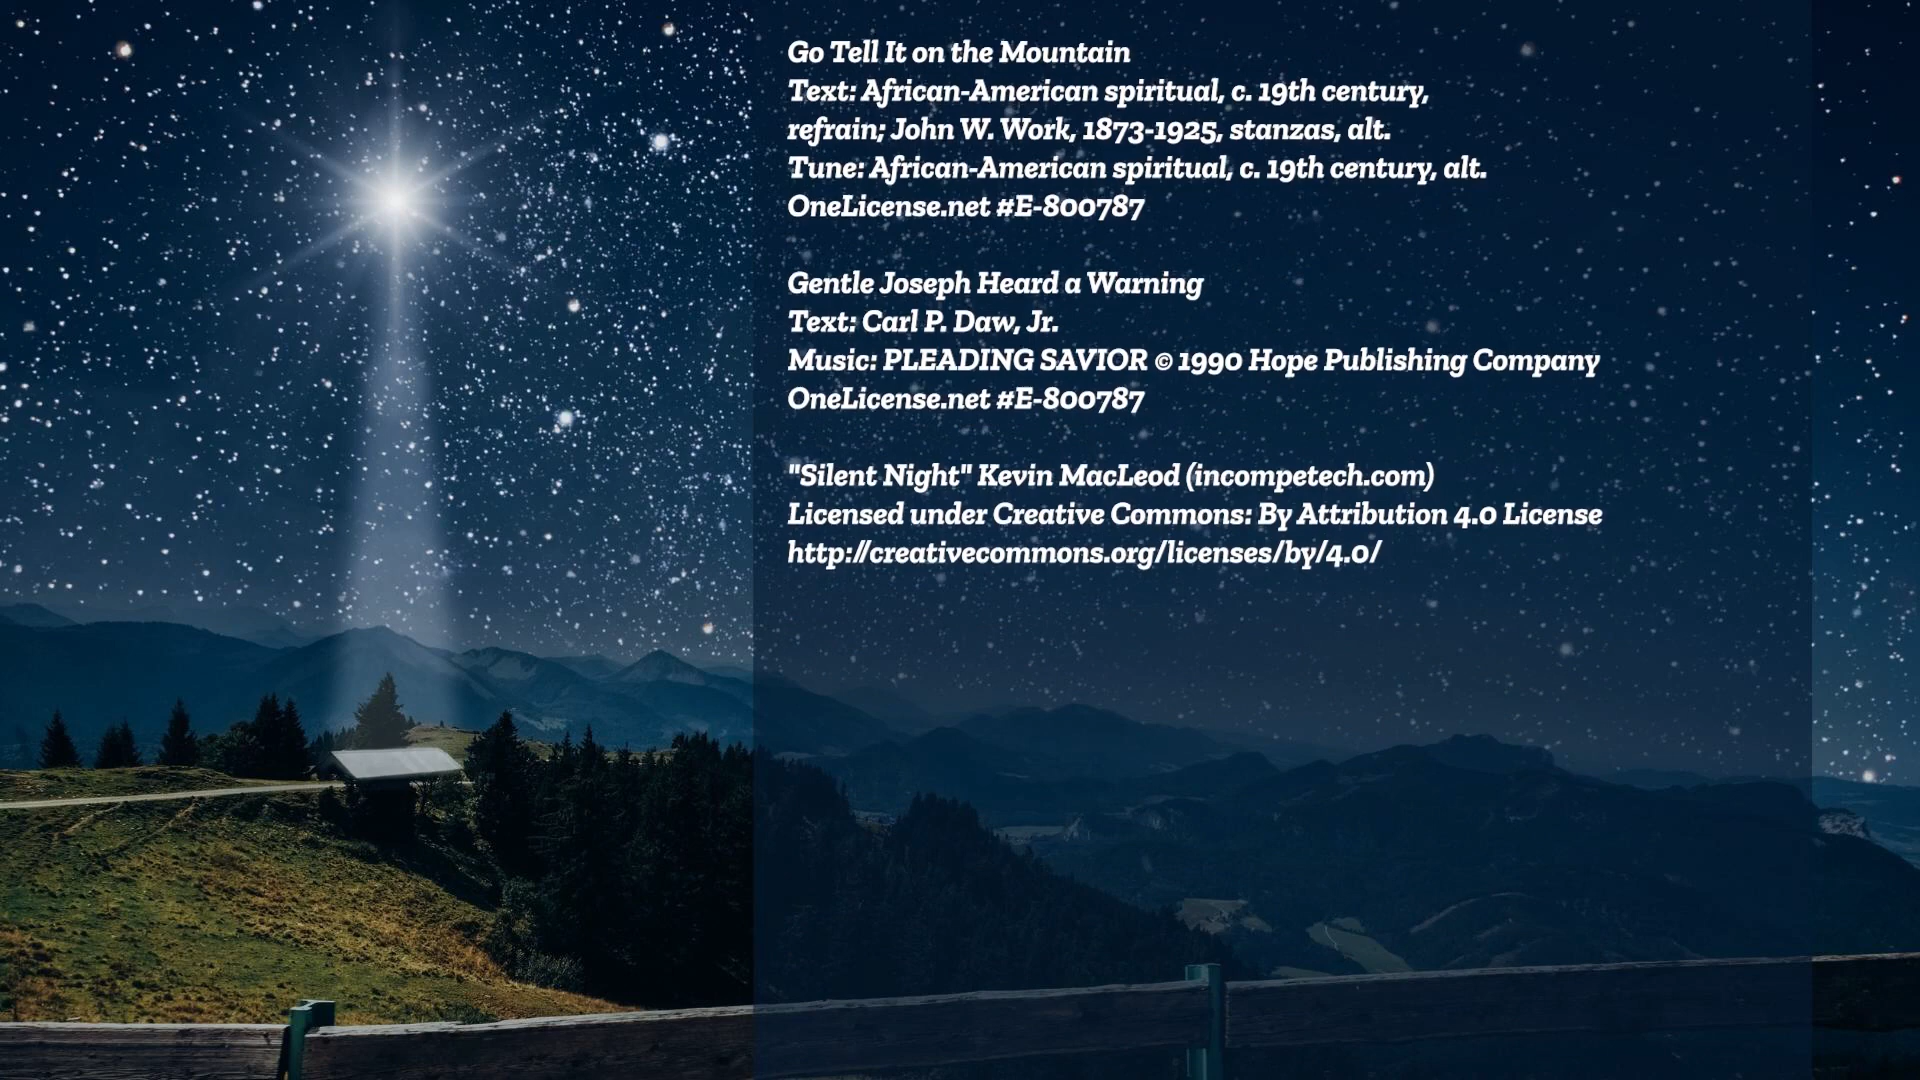 Go Tell It on the Mountain
Text: African-American spiritual, c. 19th century,
refrain; John W. Work, 1873-1925, stanzas, alt.
Tune: African-American spiritual, c. 19th century, alt.
OneLicense.net #E-800787
Gentle Joseph Heard a Warning
Text: Carl P. Daw, Jr.
Music: PLEADING SAVIOR © 1990 Hope Publishing Company
OneLicense.net #E-800787
"Silent Night" Kevin MacLeod (incompetech.com)
Licensed under Creative Commons: By Attribution 4.0 License
http://creativecommons.org/licenses/by/4.0/